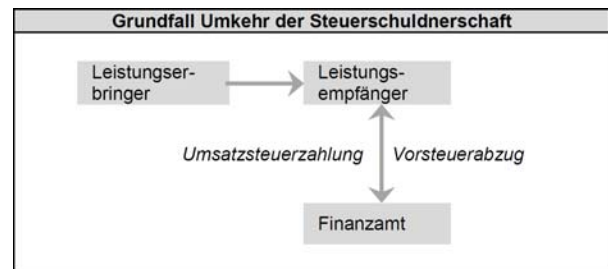 Grundfall Umkehr der Steuerschuldnerschaft
Leistungser-
bringer
Leistungs-
empfänger
Umsatzsteuerzahlung
Vorsteuerabzug
Finanzamt